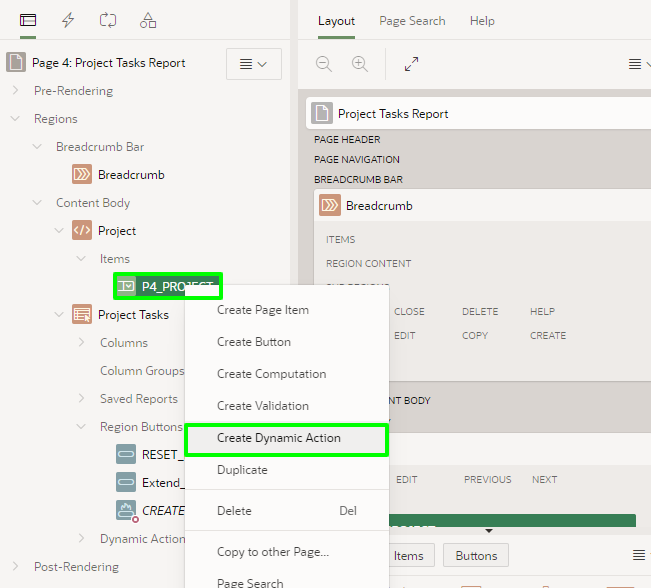 Layout Page Search Help
Page 4: Project Tasks Report
Pre-Rendering
Regions
Breadcrumb Bar
Breadcrumb
Content Body
Project
Items
P4_PROJECT
Project Tasks
Columns
Column Groups
Saved Reports
Region Buttons
RESET_
Extend_
CREATE
Dynamic Action
Post-Rendering
Create Page Item
Create Button
Create Computation
Create Validation
Create Dynamic Action
Duplicate
Delete Del
Copy to other Page...
Page Search
Project Tasks Report
PAGE HEADER
PAGE NAVIGATION
BREADCRUMB BAR
Breadcrumb
ITEMS
REGION CONTENT
CLOSE DELETE HELP
EDIT COPY CREATE
NT BODY
EDIT PREVIOUS NEXT
Items Buttons